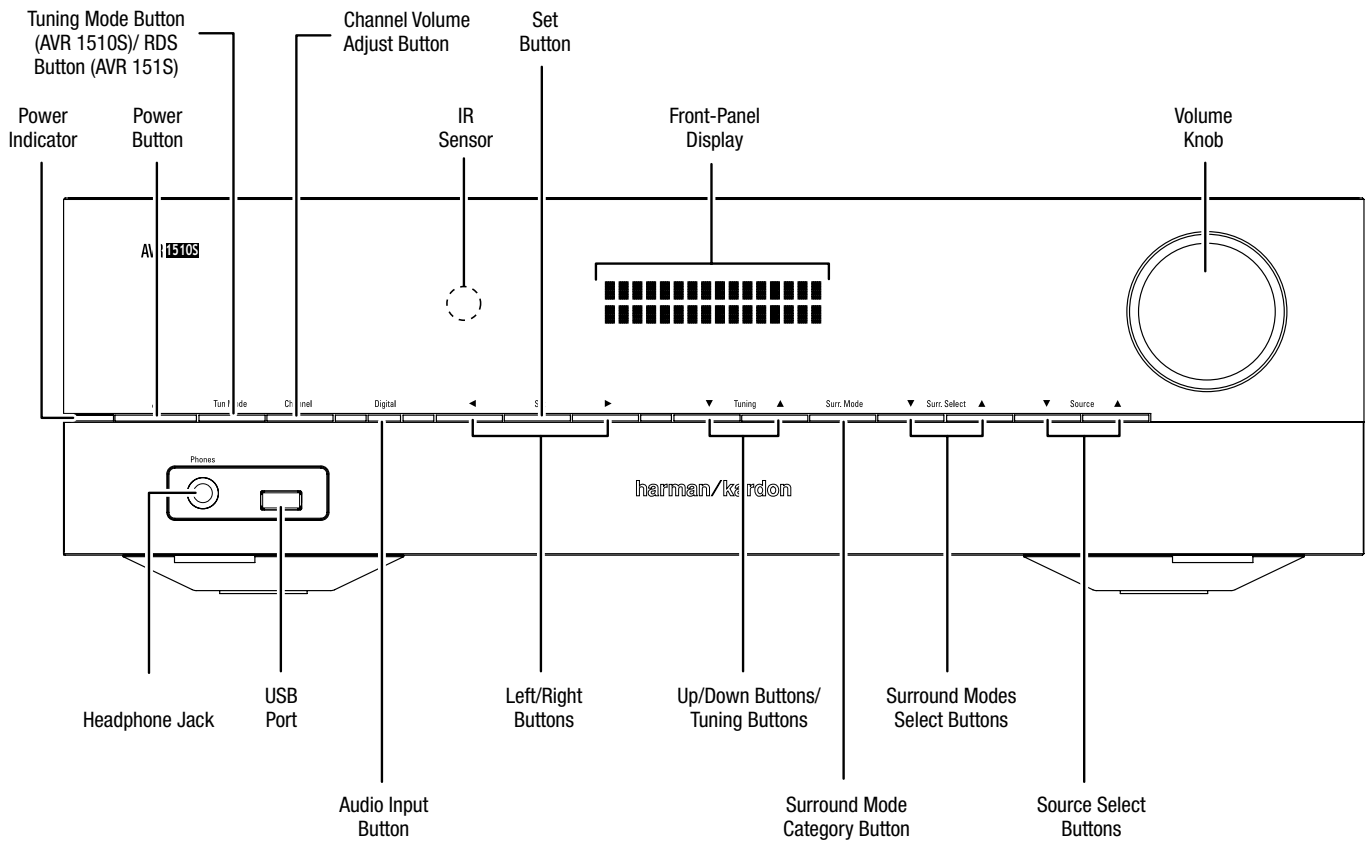 Tuning Mode Button
(AVR 1510S)/ RDS
Button (AVR 151S)
Channel Volume
Adjust Button
Set
Button
Power
Indicator
Power
Button
IR
Sensor
Front-Panel
Display
Volume
Knob
AVR 1510S
Tun Mode
Channel
Digital
Tuning
Surr. Mode
Surr. Select
Source
Phones
harman/kardon
Headphone Jack
USB
Port
Left/Right
Buttons
Up/Down Buttons/
Tuning Buttons
Surround Modes
Select Buttons
Audio Input
Button
Surround Mode
Category Button
Source Select
Buttons